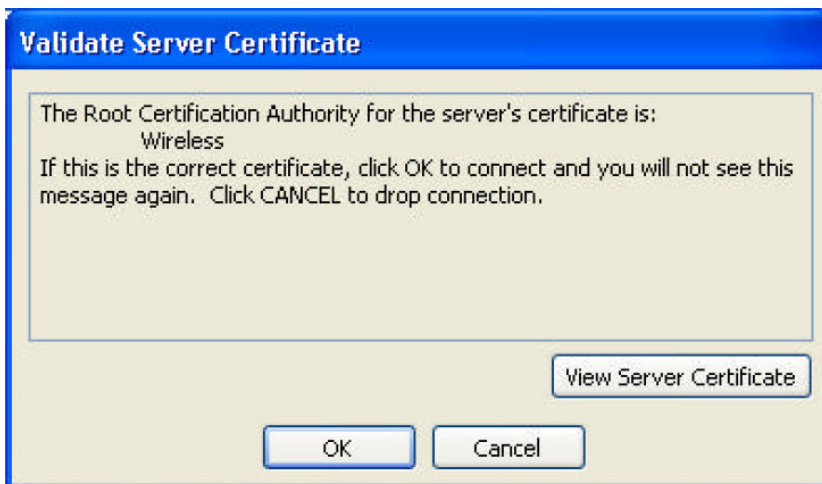 Validate Server Certificate
The Root Certification Authority for the server's certificate is:
Wireless
If this is the correct certificate, click OK to connect and you will not see this
message again. Click CANCEL to drop connection.
View Server Certificate
OK
Cancel